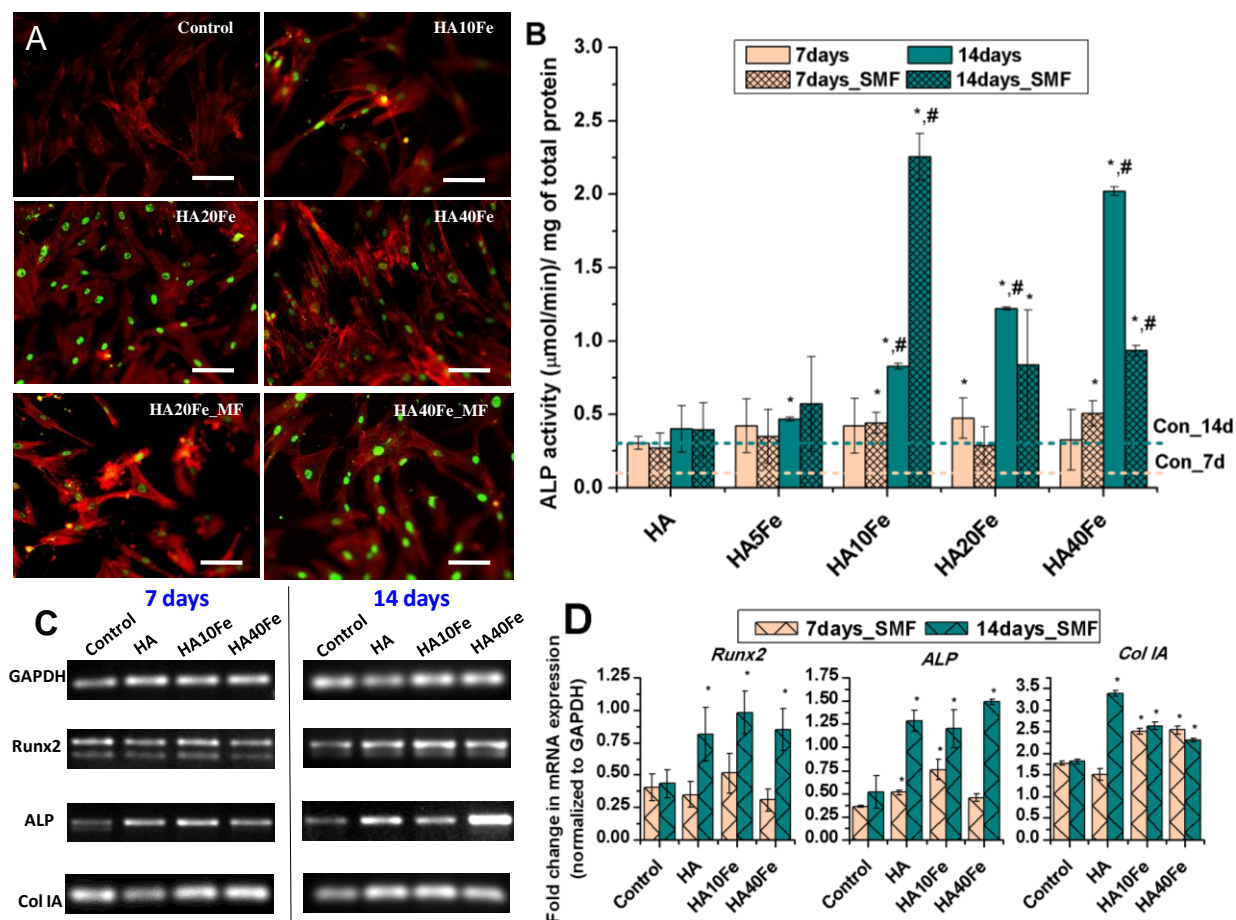 A
Control
HA10Fe
HA20Fe
HA40Fe
HA20Fe_MF
HA40Fe_MF
B
ALP activity (μmol/min)/ mg of total protein
3.0
2.5
2.0
1.5
1.0
0.5
0.0
7days 14days
7days_SMF 14days_SMF
*
*
*,#
*,#
*
*,#
*
*
*,#
*,#
Con_14d
Con_7d
HA HA5Fe HA10Fe HA20Fe HA40Fe
C
7 days 14 days
Control HA HA10Fe HA40Fe Control HA HA10Fe HA40Fe
GAPDH
Runx2
ALP
Col IA
D
7days_SMF 14days_SMF
Fold change in mRNA expression
(normalized to GAPDH)
Runx2
1.25
1.00
0.75
0.50
0.25
0.00
* * *
Control HA HA10Fe HA40Fe
ALP
1.75
1.50
1.25
1.00
0.75
0.50
0.25
0.00
* * * * *
Control HA HA10Fe HA40Fe
Col IA
3.5
3.0
2.5
2.0
1.5
1.0
0.5
0.0
* * * * *
Control HA HA10Fe HA40Fe